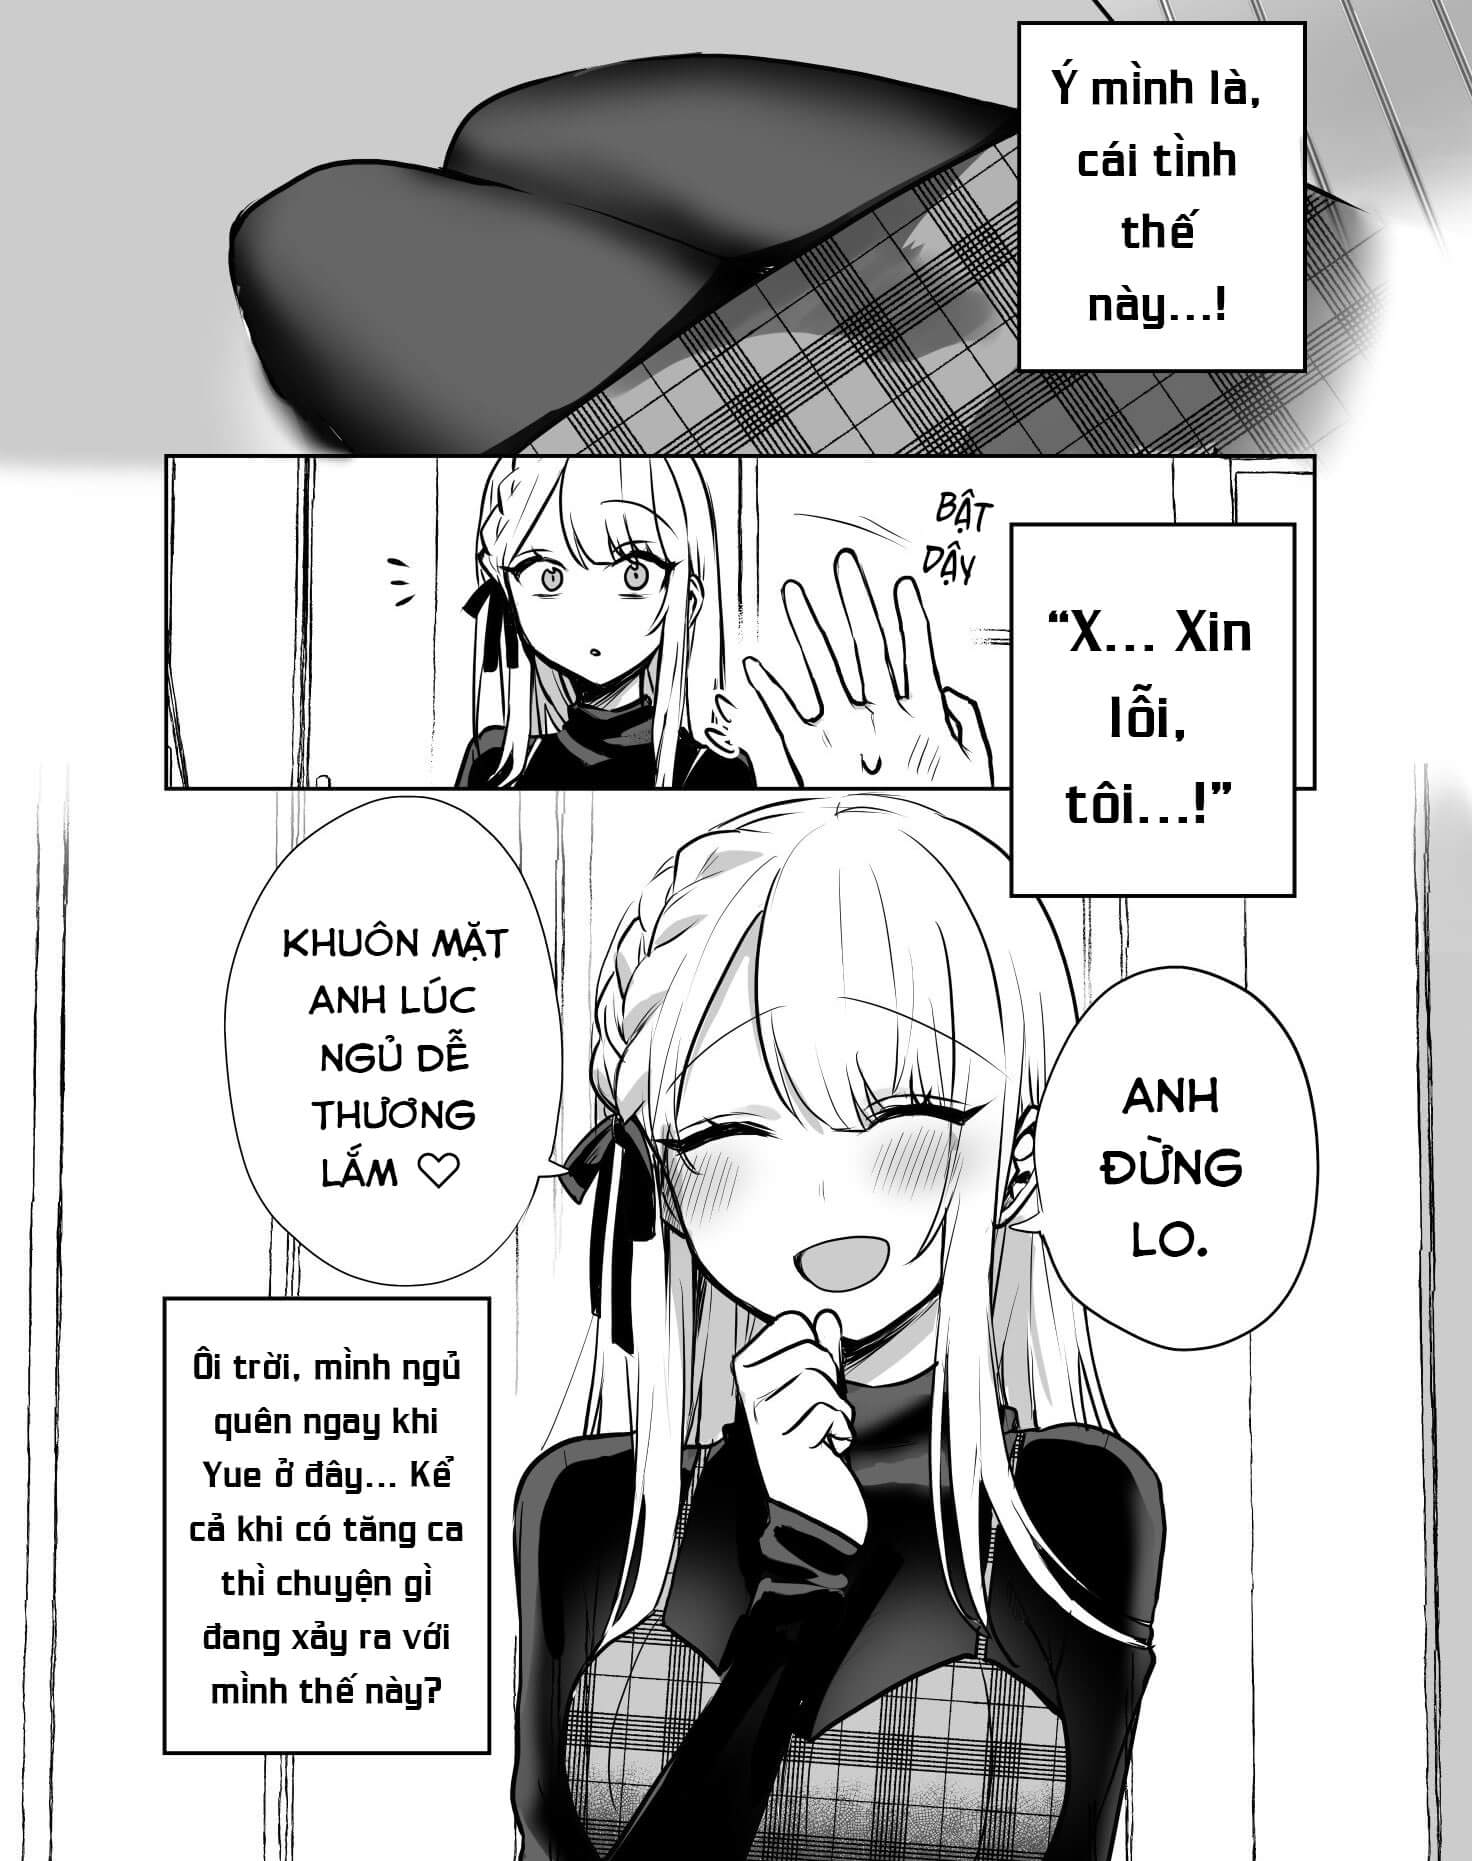 Ý mình là,
cái tình
thế
này...!
BẬT
DẬY
“X... Xin
lỗi,
tôi...!”
ANH
ĐỪNG
LO.
KHUÔN MẶT
ANH LÚC
NGỦ DỄ
THƯƠNG
LẮM ♡
Ôi trời, mình ngủ
quên ngay khi
Yue ở đây... Kể
cả khi có tăng ca
thì chuyện gì
đang xảy ra với
mình thế này?